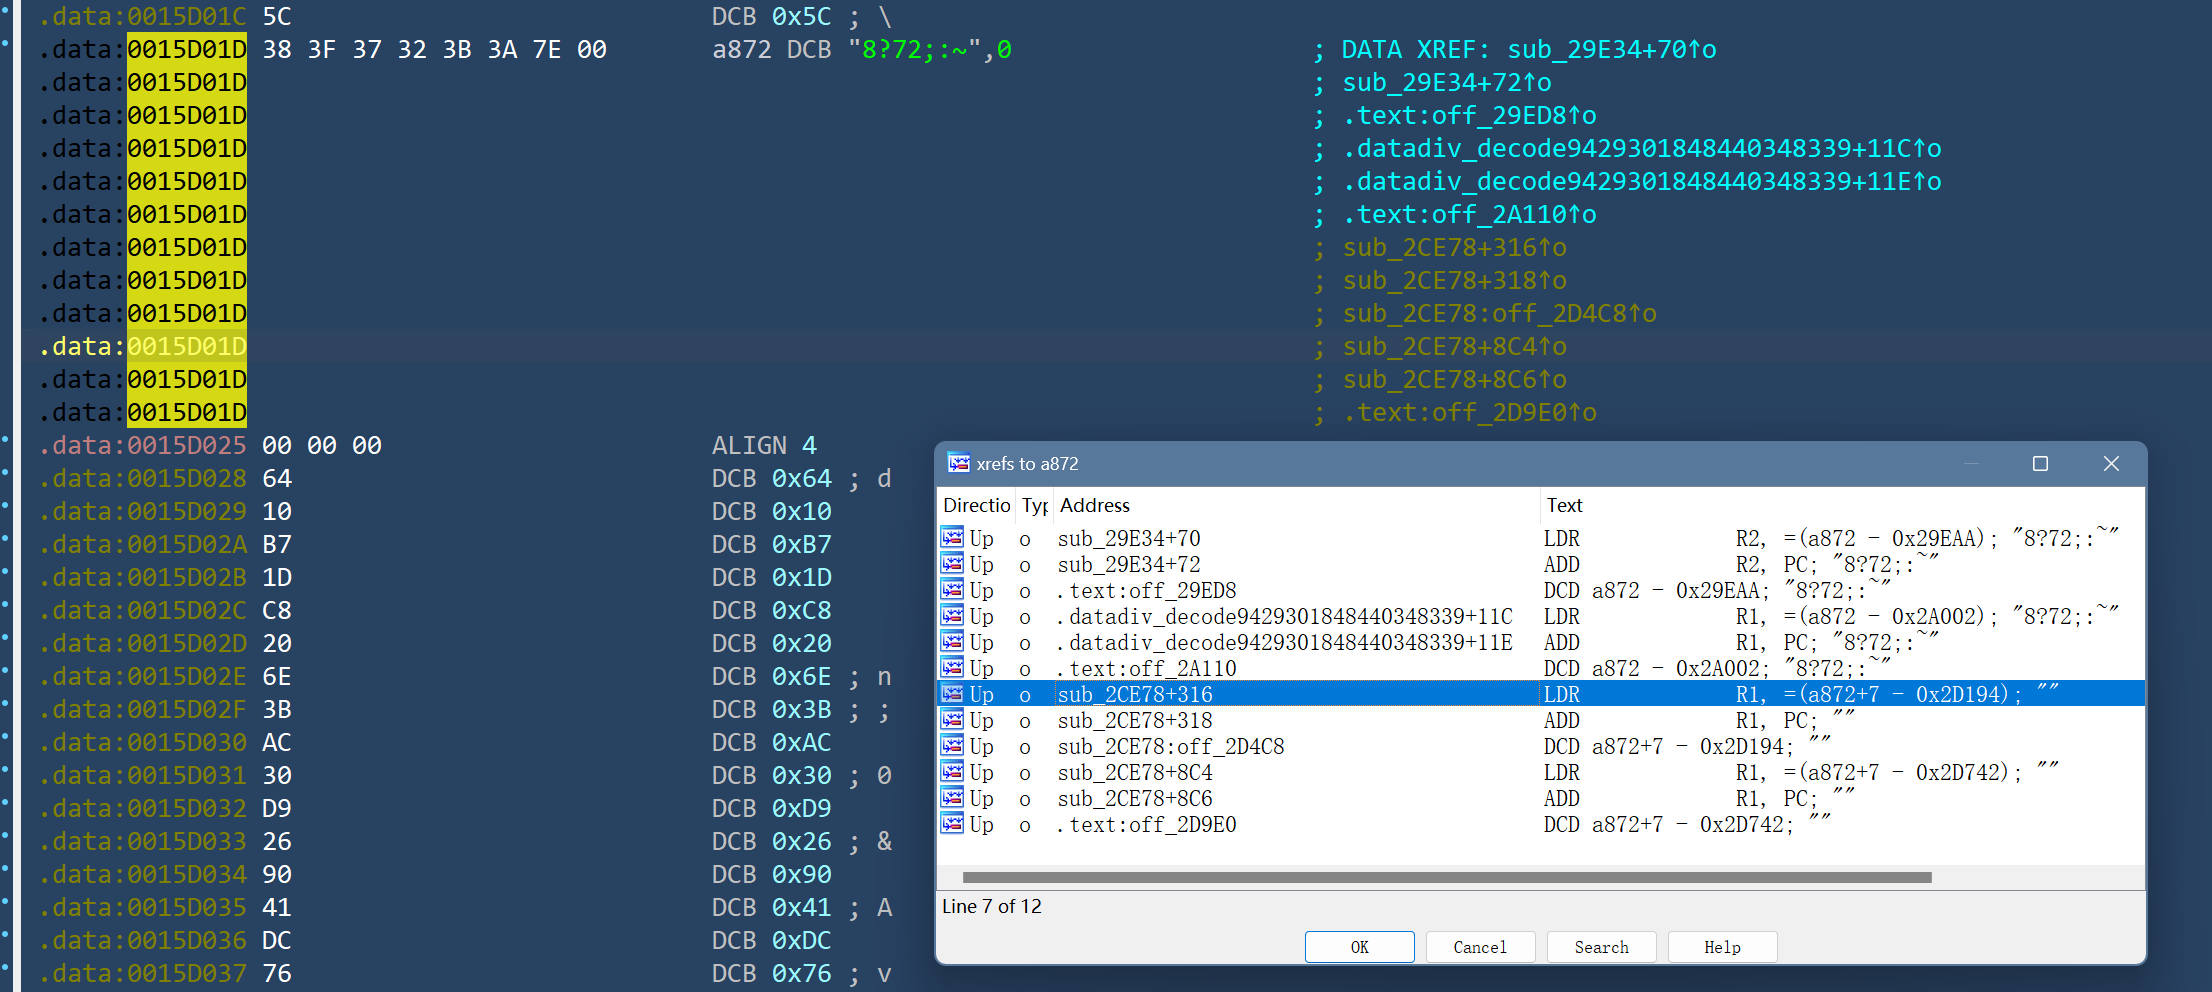 .data:0015D01C 5C DCB 0x5C ; \
.data:0015D01D 38 3F 37 32 3B 3A 7E 00 a872 DCB "8?72;:~",0 ; DATA XREF: sub_29E34+70↑o
.data:0015D01D ; sub_29E34+72↑o
.data:0015D01D ; .text:off_29ED8↑o
.data:0015D01D ; .datadiv_decode9429301848440348339+11C↑o
.data:0015D01D ; .datadiv_decode9429301848440348339+11E↑o
.data:0015D01D ; .text:off_2A110↑o
.data:0015D01D ; sub_2CE78+316↑o
.data:0015D01D ; sub_2CE78+318↑o
.data:0015D01D ; sub_2CE78:off_2D4C8↑o
.data:0015D01D ; sub_2CE78+8C4↑o
.data:0015D01D ; sub_2CE78+8C6↑o
.data:0015D01D ; .text:off_2D9E0↑o
.data:0015D025 00 00 00 ALIGN 4
.data:0015D028 64 DCB 0x64 ; d
.data:0015D029 10 DCB 0x10
.data:0015D02A B7 DCB 0xB7
.data:0015D02B 1D DCB 0x1D
.data:0015D02C C8 DCB 0xC8
.data:0015D02D 20 DCB 0x20
.data:0015D02E 6E DCB 0x6E ; n
.data:0015D02F 3B DCB 0x3B ; ;
.data:0015D030 AC DCB 0xAC
.data:0015D031 30 DCB 0x30 ; 0
.data:0015D032 D9 DCB 0xD9
.data:0015D033 26 DCB 0x26 ; &
.data:0015D034 90 DCB 0x90
.data:0015D035 41 DCB 0x41 ; A
.data:0015D036 DC DCB 0xDC
.data:0015D037 76 DCB 0x76 ; v
xrefs to a872
Directio Typ Address Text
Up o sub_29E34+70 LDR R2, =(a872 - 0x29EAA); "8?72;:~"
Up o sub_29E34+72 ADD R2, PC; "8?72;:~"
Up o .text:off_29ED8 DCD a872 - 0x29EAA; "8?72;:~"
Up o .datadiv_decode9429301848440348339+11C LDR R1, =(a872 - 0x2A002); "8?72;:~"
Up o .datadiv_decode9429301848440348339+11E ADD R1, PC; "8?72;:~"
Up o .text:off_2A110 DCD a872 - 0x2A002; "8?72;:~"
Up o sub_2CE78+316 LDR R1, =(a872+7 - 0x2D194); ""
Up o sub_2CE78+318 ADD R1, PC; ""
Up o sub_2CE78:off_2D4C8 DCD a872+7 - 0x2D194; ""
Up o sub_2CE78+8C4 LDR R1, =(a872+7 - 0x2D742); ""
Up o sub_2CE78+8C6 ADD R1, PC; ""
Up o .text:off_2D9E0 DCD a872+7 - 0x2D742; ""
Line 7 of 12
OK Cancel Search Help